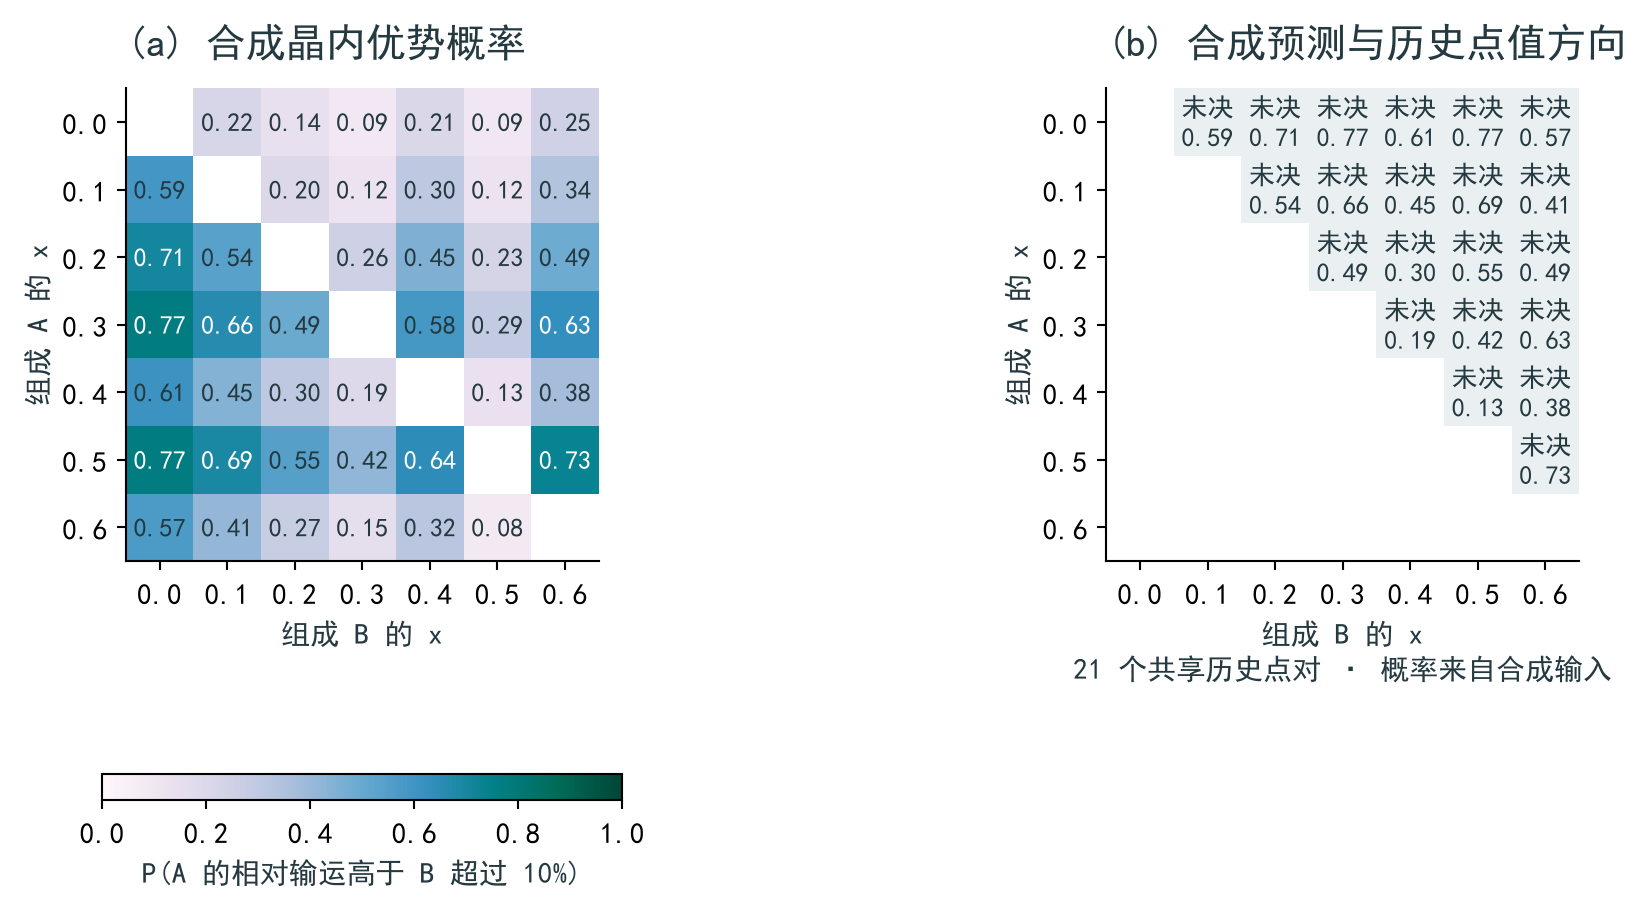 (a) 合成晶内优势概率
0.0 0.22 0.14 0.09 0.21 0.09 0.25
0.1 0.59 0.20 0.12 0.30 0.12 0.34
0.2 0.71 0.54 0.26 0.45 0.23 0.49
0.3 0.77 0.66 0.49 0.58 0.29 0.63
0.4 0.61 0.45 0.30 0.19 0.13 0.38
0.5 0.77 0.69 0.55 0.42 0.64 0.73
0.6 0.57 0.41 0.27 0.15 0.32 0.08
组成 A 的 x
0.0 0.1 0.2 0.3 0.4 0.5 0.6
组成 B 的 x
0.0 0.2 0.4 0.6 0.8 1.0
P(A 的相对输运高于 B 超过 10%)
(b) 合成预测与历史点值方向
未决 未决 未决 未决 未决 未决
0.0
0.59 0.71 0.77 0.61 0.77 0.57
未决 未决 未决 未决 未决
0.1
0.54 0.66 0.45 0.69 0.41
未决 未决 未决 未决
0.2
0.49 0.30 0.55 0.49
未决 未决 未决
0.3
0.19 0.42 0.63
未决 未决
0.4
0.13 0.38
未决
0.5
0.73
0.6
组成 A 的 x
0.0 0.1 0.2 0.3 0.4 0.5 0.6
组成 B 的 x
21 个共享历史点对 · 概率来自合成输入